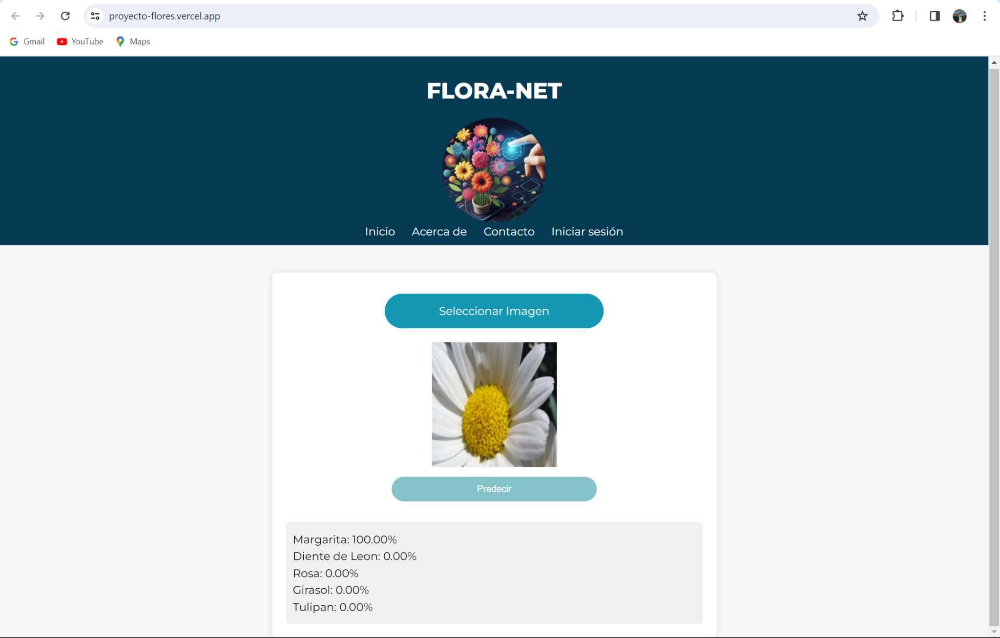 proyecto-flores.vercel.app
Gmail YouTube Maps
FLORA-NET
Inicio Acerca de Contacto Iniciar sesión
Seleccionar Imagen
Predecir
Margarita: 100.00%
Diente de Leon: 0.00%
Rosa: 0.00%
Girasol: 0.00%
Tulipan: 0.00%